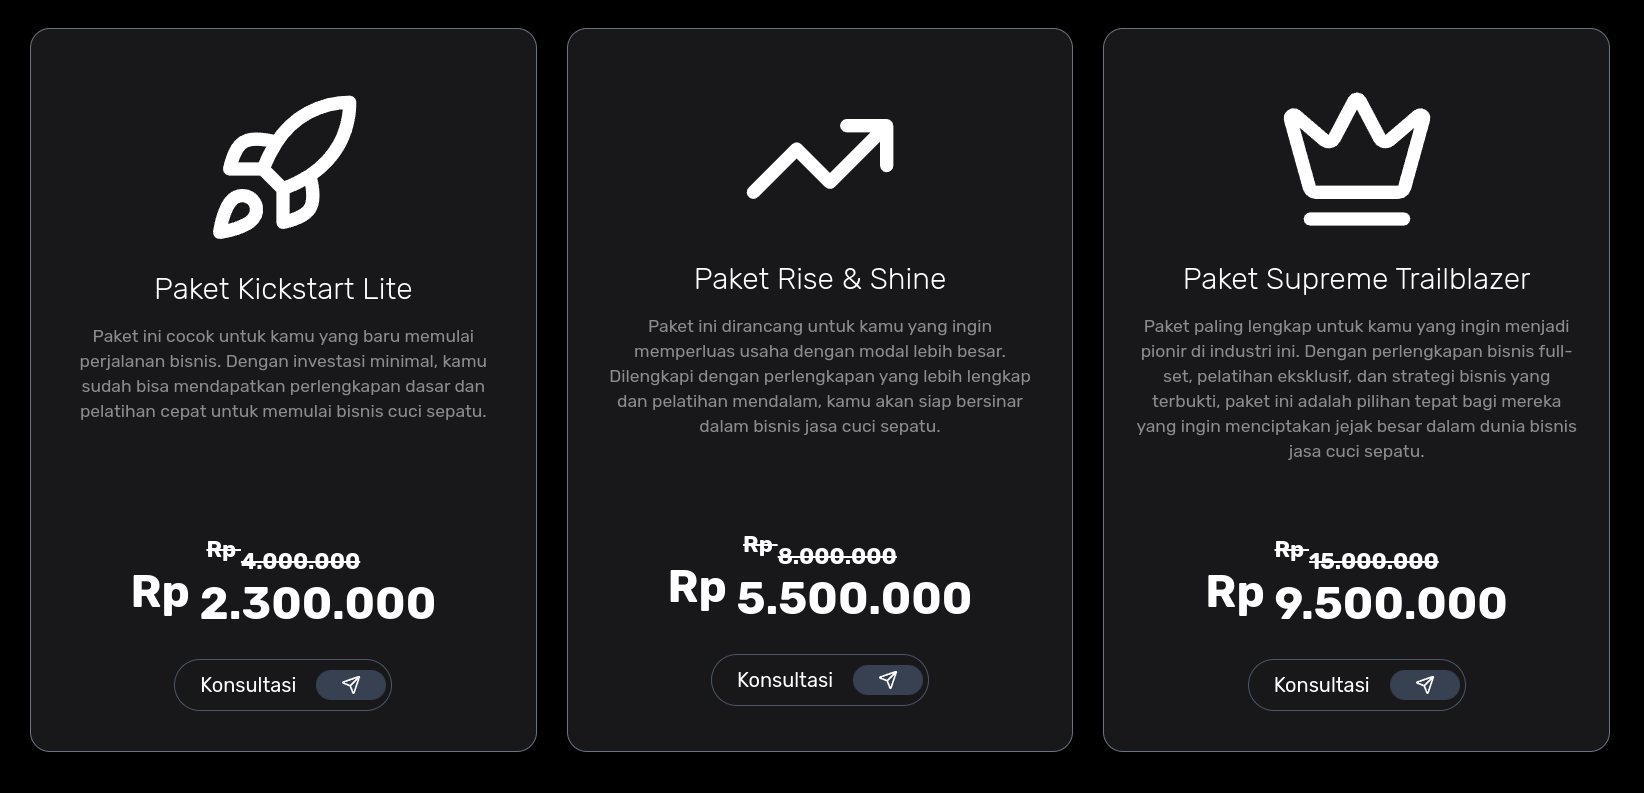 Paket Kickstart Lite
Paket ini cocok untuk kamu yang baru memulai
perjalanan bisnis. Dengan investasi minimal, kamu
sudah bisa mendapatkan perlengkapan dasar dan
pelatihan cepat untuk memulai bisnis cuci sepatu.
Rp 4.000.000
Rp 2.300.000
Konsultasi
Paket Rise & Shine
Paket ini dirancang untuk kamu yang ingin
memperluas usaha dengan modal lebih besar.
Dilengkapi dengan perlengkapan yang lebih lengkap
dan pelatihan mendalam, kamu akan siap bersinar
dalam bisnis jasa cuci sepatu.
Rp 8.000.000
Rp 5.500.000
Konsultasi
Paket Supreme Trailblazer
Paket paling lengkap untuk kamu yang ingin menjadi
pionir di industri ini. Dengan perlengkapan bisnis full-
set, pelatihan eksklusif, dan strategi bisnis yang
terbukti, paket ini adalah pilihan tepat bagi mereka
yang ingin menciptakan jejak besar dalam dunia bisnis
jasa cuci sepatu.
Rp 15.000.000
Rp 9.500.000
Konsultasi